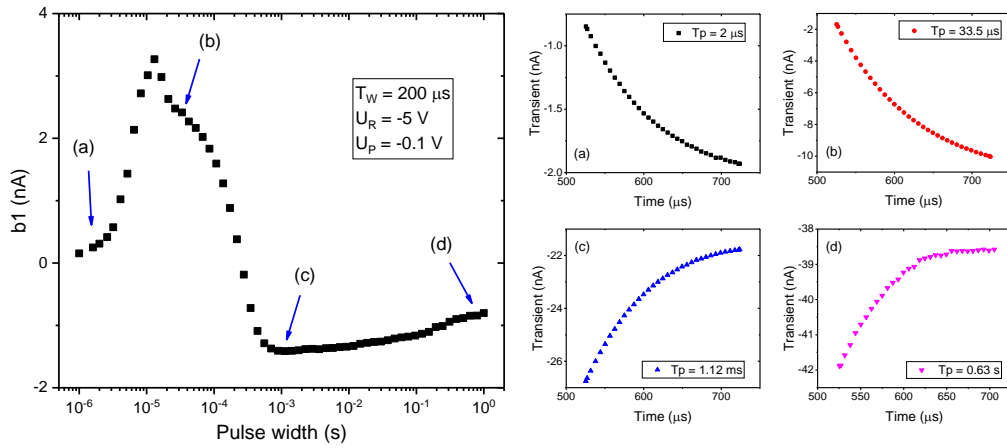 4
2
0
-2
b1 (nA)
10⁻⁶ 10⁻⁵ 10⁻⁴ 10⁻³ 10⁻² 10⁻¹ 10⁰
Pulse width (s)
(a)
(b)
(c)
(d)
T_W = 200 μs
U_R = -5 V
U_P = -0.1 V
-1.0
-1.5
-2.0
Transient (nA)
500 600 700
Time (μs)
Tp = 2 μs
(a)
-2
-4
-6
-8
-10
Transient (nA)
500 600 700
Time (μs)
Tp = 33.5 μs
(b)
-22
-24
-26
Transient (nA)
500 600 700
Time (μs)
(c)
Tp = 1.12 ms
-38
-39
-40
-41
-42
Transient (nA)
500 550 600 650 700
Time (μs)
(d)
Tp = 0.63 s